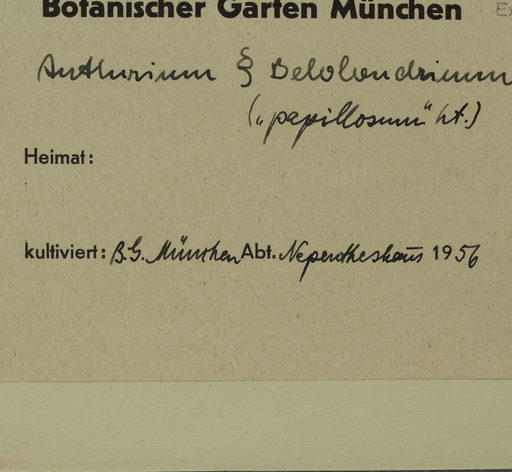 Botanischer Garten München
Anthurium § Belolonchium
(„papillosum“ ht.)
Heimat:
kultiviert: B.G. München Abt. Nepentheshaus 1956